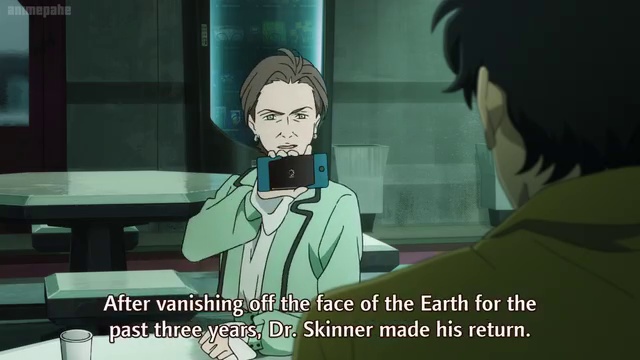 animepahe
After vanishing off the face of the Earth for the
past three years, Dr. Skinner made his return.